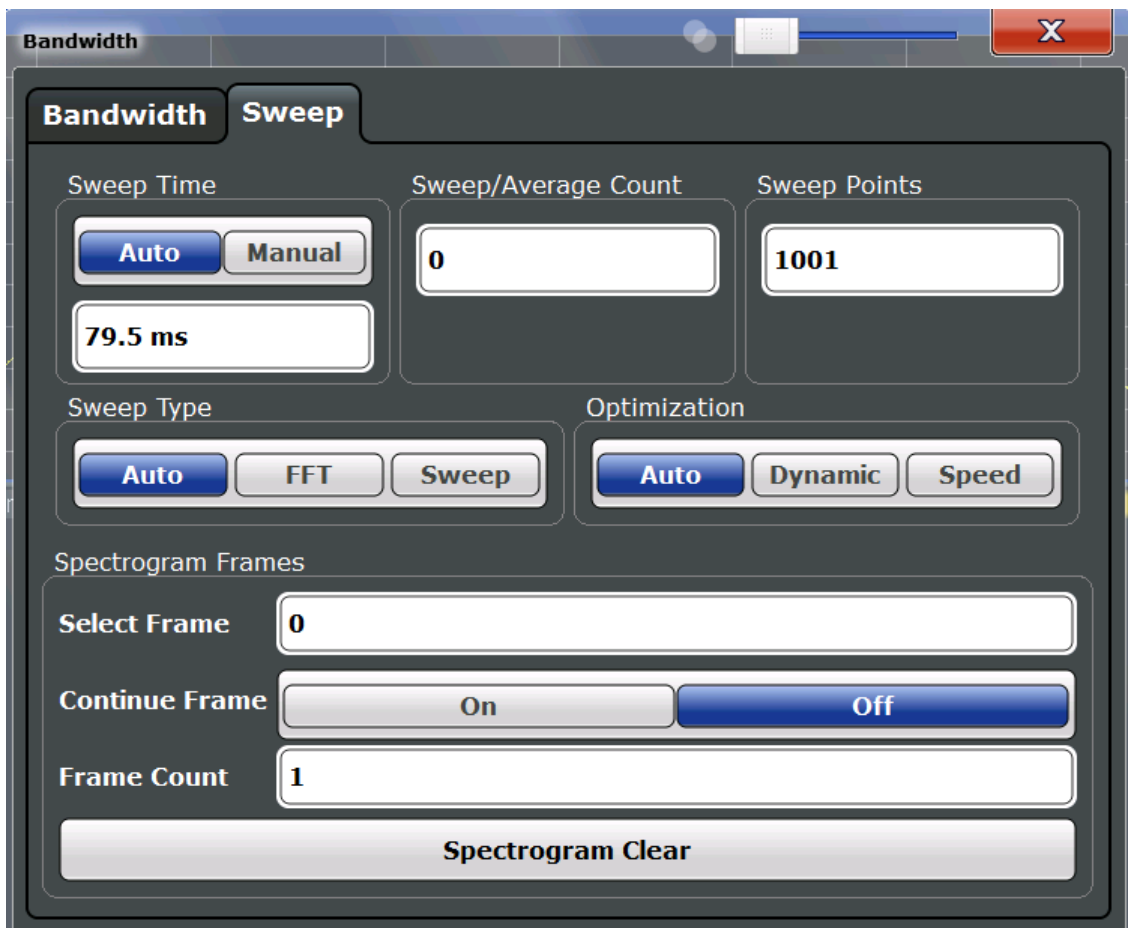 Bandwidth
X
Bandwidth Sweep
Sweep Time Sweep/Average Count Sweep Points
Auto Manual
0
1001
79.5 ms
Sweep Type Optimization
Auto FFT Sweep Auto Dynamic Speed
Spectrogram Frames
Select Frame 0
Continue Frame On Off
Frame Count 1
Spectrogram Clear